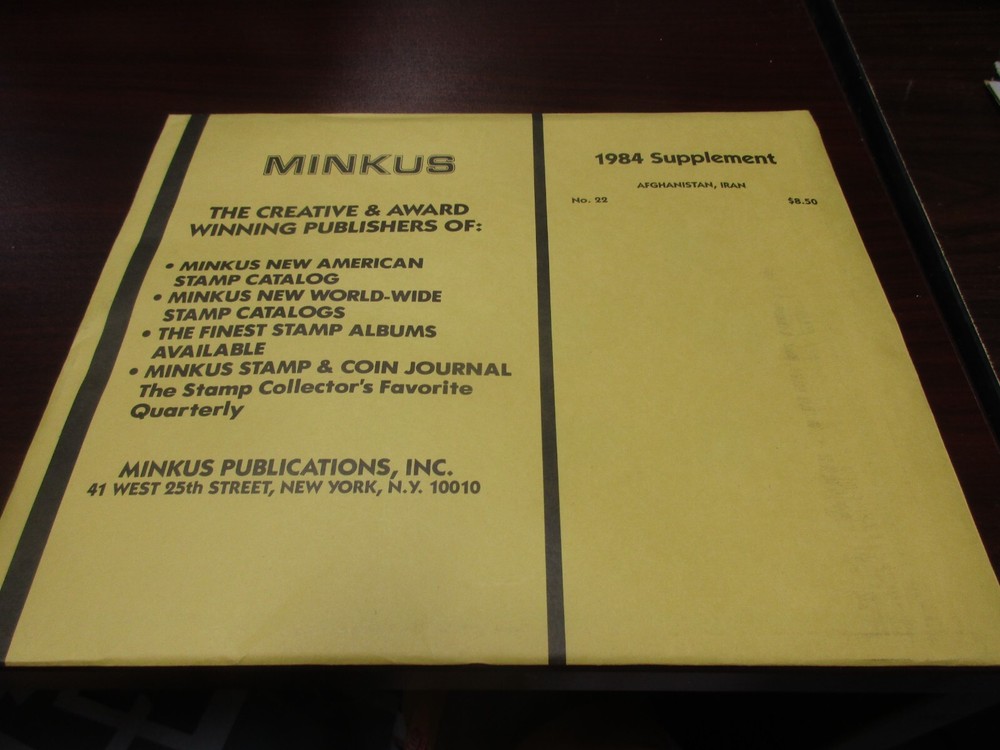 MINKUS
THE CREATIVE & AWARD
WINNING PUBLISHERS OF:
• MINKUS NEW AMERICAN
STAMP CATALOG
• MINKUS NEW WORLD-WIDE
STAMP CATALOGS
• THE FINEST STAMP ALBUMS
AVAILABLE
• MINKUS STAMP & COIN JOURNAL
The Stamp Collector's Favorite
Quarterly
MINKUS PUBLICATIONS, INC.
41 WEST 25th STREET, NEW YORK, N.Y. 10010
1984 Supplement
AFGHANISTAN, IRAN
No. 22 $8.50